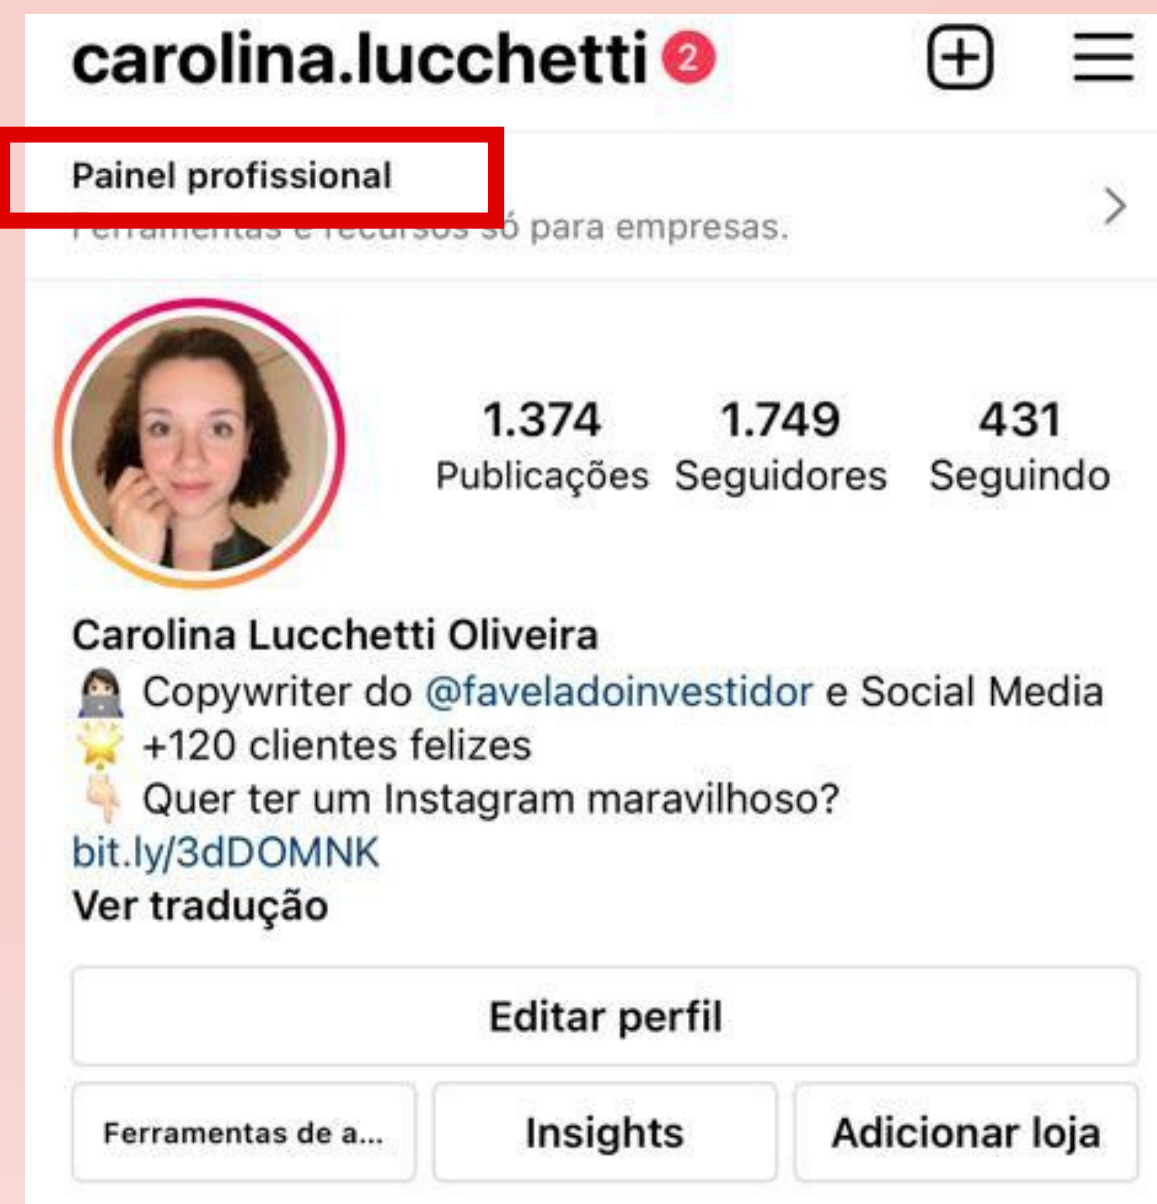 carolina.lucchetti 2
Painel profissional
Ferramentas e recursos só para empresas.
1.374 1.749 431
Publicações Seguidores Seguindo
Carolina Lucchetti Oliveira
Copywriter do @faveladoinvestidor e Social Media
+120 clientes felizes
Quer ter um Instagram maravilhoso?
bit.ly/3dDOMNK
Ver tradução
Editar perfil
Ferramentas de a... Insights Adicionar loja